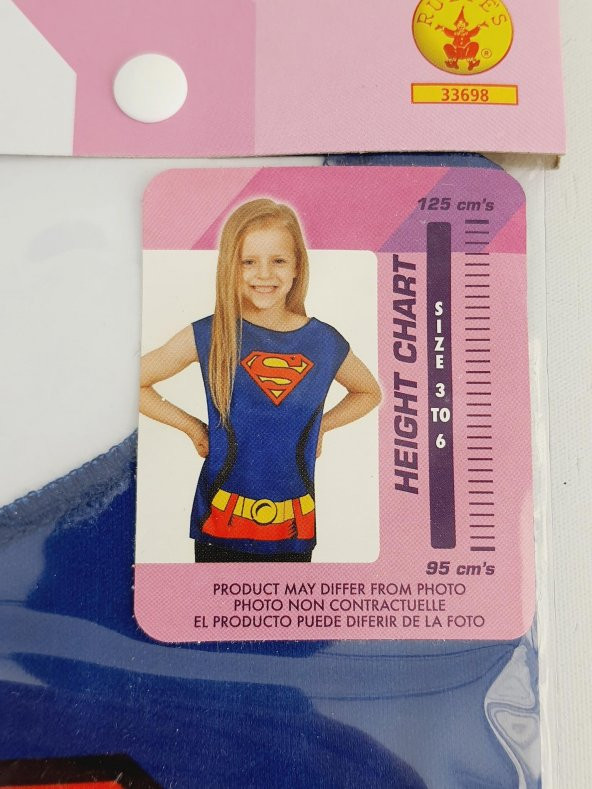 RUBIE'S
®
33698
125 cm's
HEIGHT CHART
SIZE 3 TO 6
95 cm's
S
PRODUCT MAY DIFFER FROM PHOTO
PHOTO NON CONTRACTUELLE
EL PRODUCTO PUEDE DIFERIR DE LA FOTO